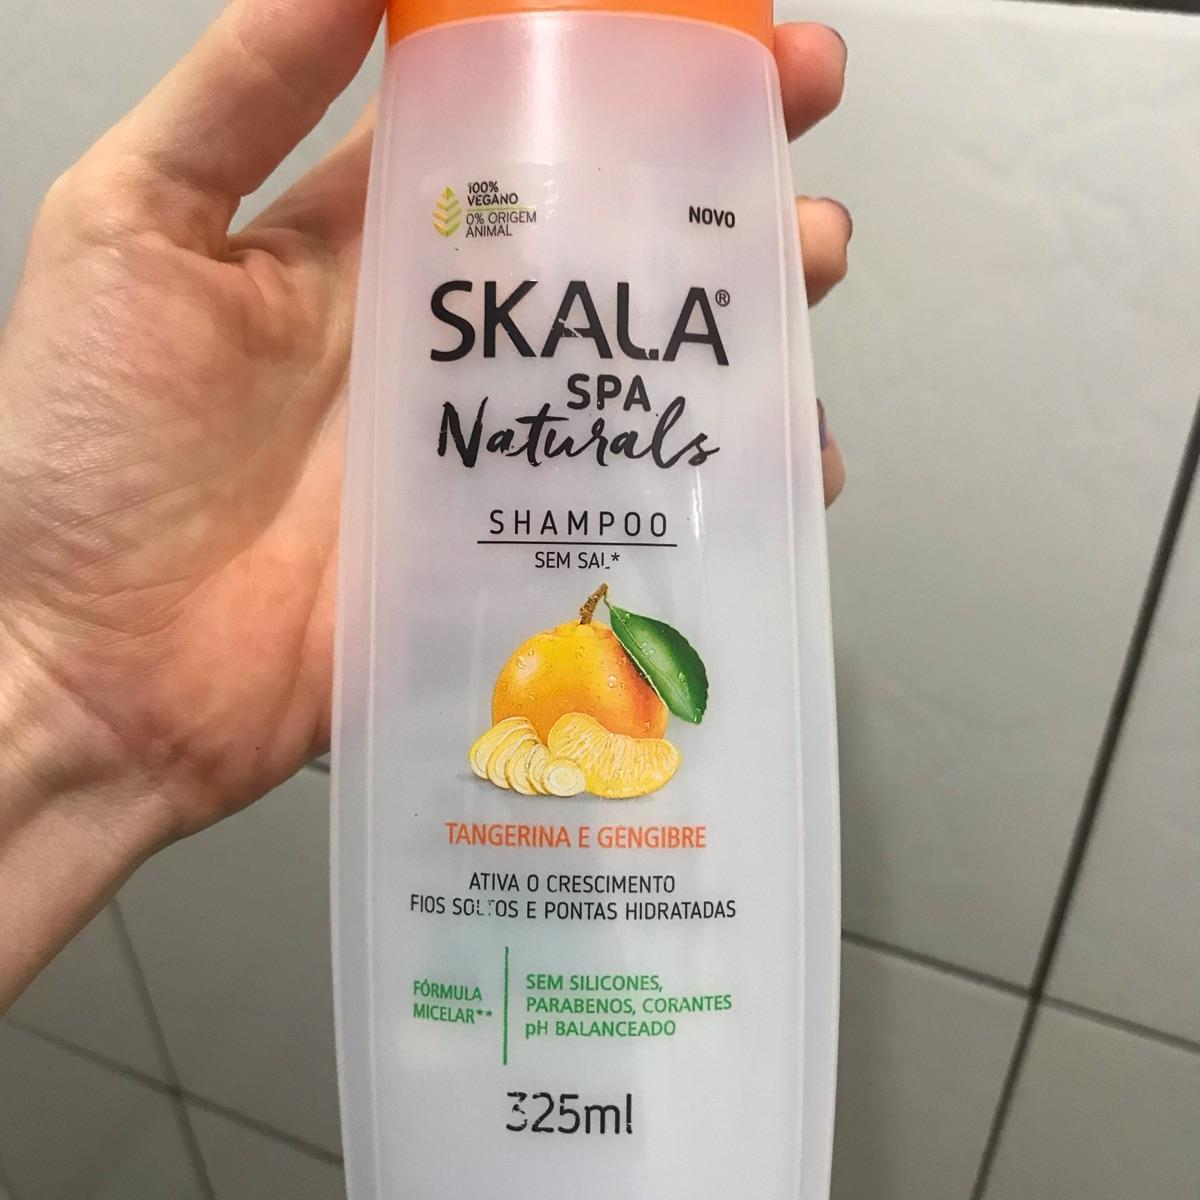 100%
VEGANO
0% ORIGEM
ANIMAL
NOVO
SKALA®
SPA
Naturals
SHAMPOO
SEM SAL*
TANGERINA E GENGIBRE
ATIVA O CRESCIMENTO
FIOS SOLTOS E PONTAS HIDRATADAS
FÓRMULA
MICELAR**
SEM SILICONES,
PARABENOS, CORANTES
pH BALANCEADO
325ml